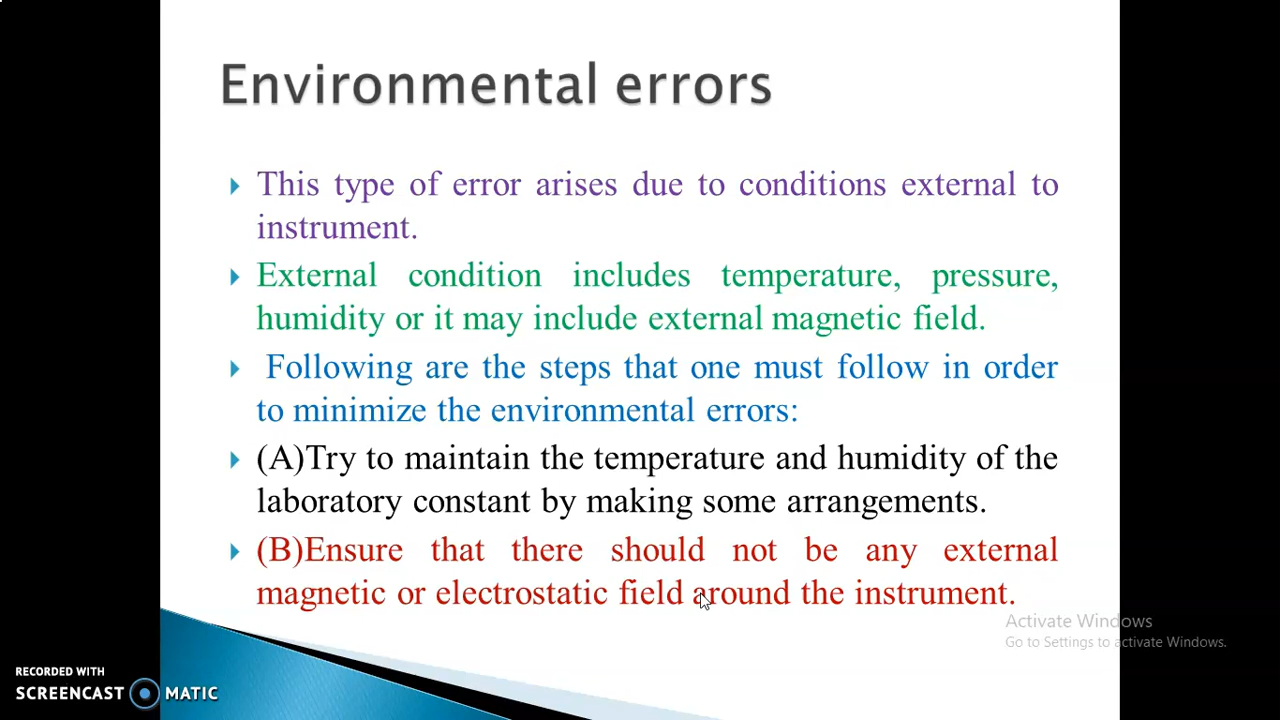 Environmental errors
This type of error arises due to conditions external to
instrument.
External condition includes temperature, pressure,
humidity or it may include external magnetic field.
Following are the steps that one must follow in order
to minimize the environmental errors:
(A)Try to maintain the temperature and humidity of the
laboratory constant by making some arrangements.
(B)Ensure that there should not be any external
magnetic or electrostatic field around the instrument.
Activate Windows
Go to Settings to activate Windows.
RECORDED WITH
SCREENCAST MATIC